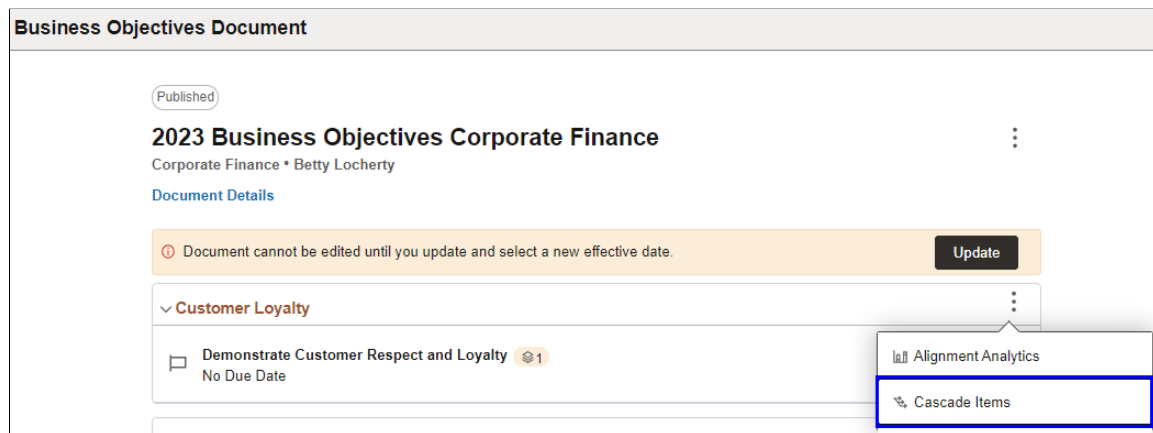 Business Objectives Document
Published
2023 Business Objectives Corporate Finance
Corporate Finance • Betty Locherty
Document Details
Document cannot be edited until you update and select a new effective date.
Update
Customer Loyalty
Demonstrate Customer Respect and Loyalty 1
No Due Date
Alignment Analytics
Cascade Items